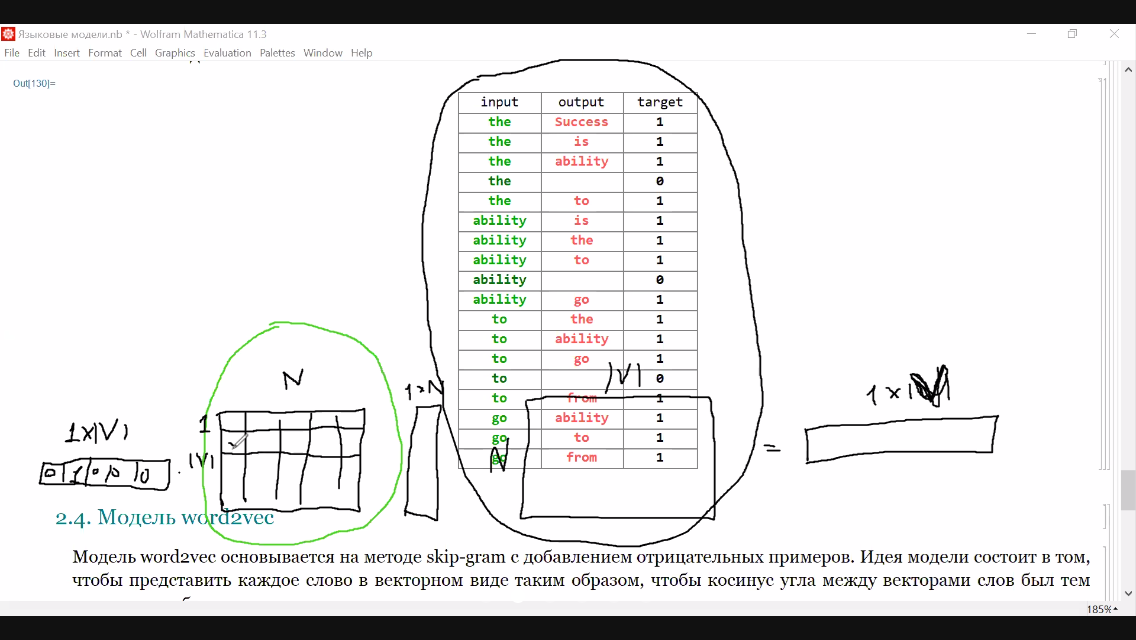 Языковые модели.nb * - Wolfram Mathematica 11.3
File Edit Insert Format Cell Graphics Evaluation Palettes Window Help
Out[130]=
input output target
the Success 1
the is 1
the ability 1
the 0
the to 1
ability is 1
ability the 1
ability to 1
ability 0
ability go 1
to the 1
to ability 1
to go 1
to 0
to from 1
go ability 1
go to 1
go from 1
N
1×N
|V|
1×|V|
1
|V|
0 1 0 0 0
·
N
=
1×|V|
2.4. Модель word2vec
Модель word2vec основывается на методе skip-gram с добавлением отрицательных примеров. Идея модели состоит в том,
чтобы представить каждое слово в векторном виде таким образом, чтобы косинус угла между векторами слов был тем
185%